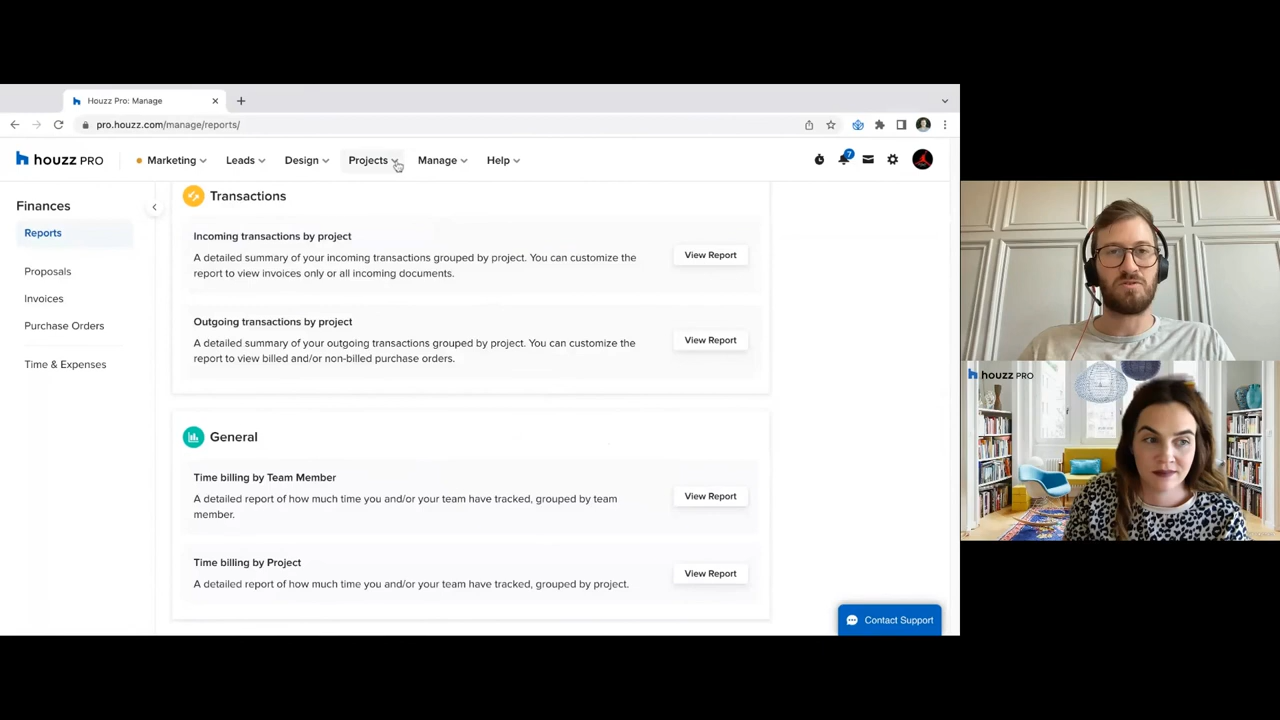 Houzz Pro: Manage
pro.houzz.com/manage/reports/
houzz PRO
Marketing
Leads
Design
Projects
Manage
Help
7
Finances
Reports
Proposals
Invoices
Purchase Orders
Time & Expenses
Transactions
Incoming transactions by project
A detailed summary of your incoming transactions grouped by project. You can customize the
report to view invoices only or all incoming documents.
View Report
Outgoing transactions by project
A detailed summary of your outgoing transactions grouped by project. You can customize the
report to view billed and/or non-billed purchase orders.
View Report
General
Time billing by Team Member
A detailed report of how much time you and/or your team have tracked, grouped by team
member.
View Report
Time billing by Project
A detailed report of how much time you and/or your team have tracked, grouped by project.
View Report
Contact Support
houzz PRO